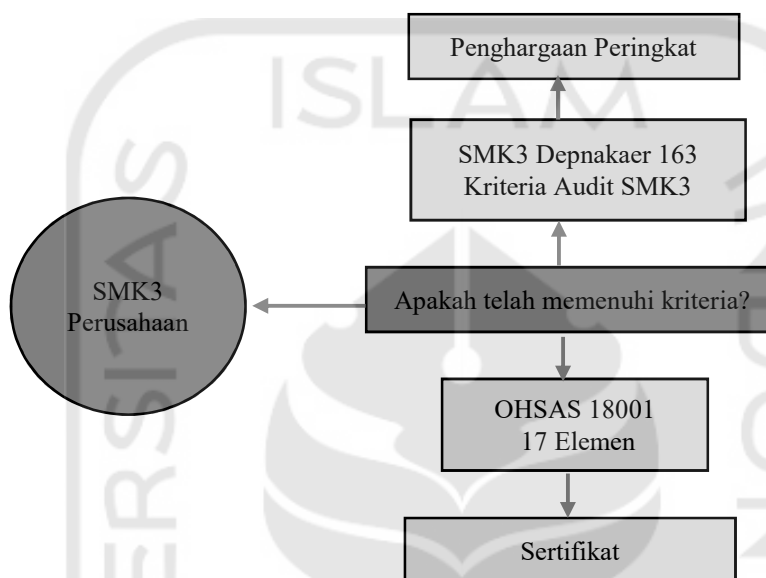 ISLAM
Penghargaan Peringkat
SMK3 Depnakaer 163
Kriteria Audit SMK3
SMK3
Perusahaan
Apakah telah memenuhi kriteria?
OHSAS 18001
17 Elemen
Sertifikat